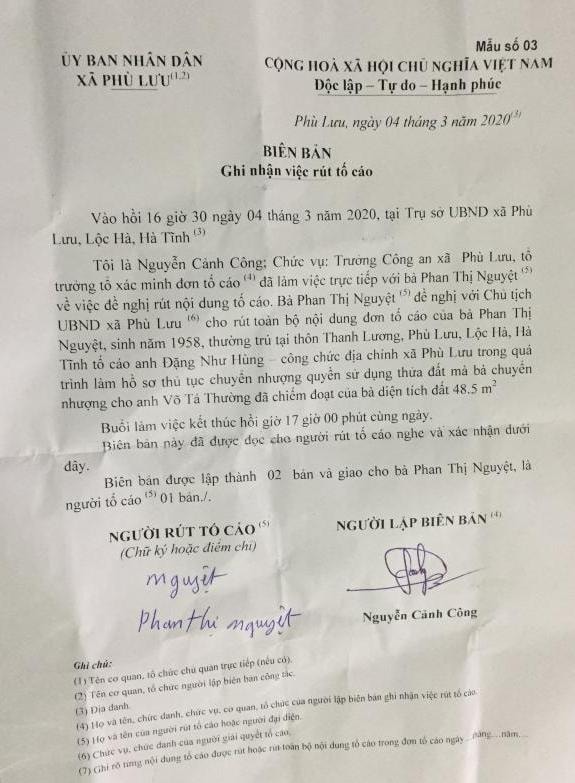 Mẫu số 03
ỦY BAN NHÂN DÂN
XÃ PHÙ LƯU(1,2)
CỘNG HOÀ XÃ HỘI CHỦ NGHĨA VIỆT NAM
Độc lập – Tự do – Hạnh phúc
Phù Lưu, ngày 04 tháng 3 năm 2020(3)
BIÊN BẢN
Ghi nhận việc rút tố cáo
Vào hồi 16 giờ 30 ngày 04 tháng 3 năm 2020, tại Trụ sở UBND xã Phù
Lưu, Lộc Hà, Hà Tĩnh (3)
Tôi là Nguyễn Cảnh Công; Chức vụ: Trưởng Công an xã Phù Lưu, tổ
trưởng tổ xác minh đơn tố cáo (4) đã làm việc trực tiếp với bà Phan Thị Nguyệt (5)
về việc đề nghị rút nội dung tố cáo. Bà Phan Thị Nguyệt (5) đề nghị với Chủ tịch
UBND xã Phù Lưu (6) cho rút toàn bộ nội dung đơn tố cáo của bà Phan Thị
Nguyệt, sinh năm 1958, thường trú tại thôn Thanh Lương, Phù Lưu, Lộc Hà, Hà
Tĩnh tố cáo anh Đặng Như Hùng – công chức địa chính xã Phù Lưu trong quá
trình làm hồ sơ thủ tục chuyển nhượng quyền sử dụng thửa đất mà bà chuyển
nhượng cho anh Võ Tá Thường đã chiếm đoạt của bà diện tích đất 48.5 m2
Buổi làm việc kết thúc hồi giờ 17 giờ 00 phút cùng ngày.
Biên bản này đã được đọc cho người rút tố cáo nghe và xác nhận dưới
đây.
Biên bản được lập thành 02 bản và giao cho bà Phan Thị Nguyệt, là
người tố cáo (5) 01 bản./.
NGƯỜI RÚT TỐ CÁO (5)
(Chữ ký hoặc điểm chỉ)
NGƯỜI LẬP BIÊN BẢN (4)
Nguyệt
Phan Thị Nguyệt
Nguyễn Cảnh Công
Ghi chú:
(1) Tên cơ quan, tổ chức chủ quản trực tiếp (nếu có).
(2) Tên cơ quan, tổ chức người lập biên bản công tác.
(3) Địa danh.
(4) Họ và tên, chức danh, chức vụ, cơ quan, tổ chức của người lập biên bản ghi nhận việc rút tố cáo.
(5) Họ và tên của người rút tố cáo hoặc người đại diện.
(6) Chức vụ, chức danh của người giải quyết tố cáo.
(7) Ghi rõ từng nội dung tố cáo được rút hoặc rút toàn bộ nội dung tố cáo trong đơn tố cáo ngày...tháng....năm....